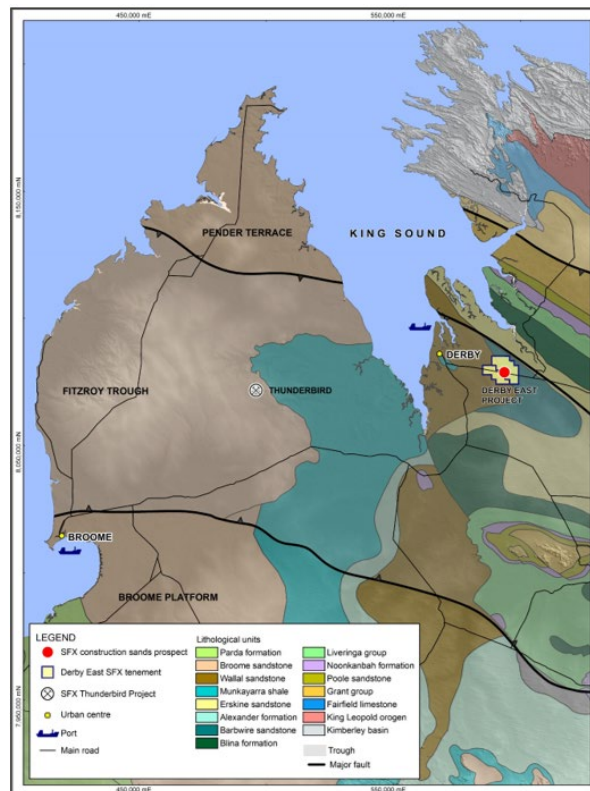 450,000 mE
550,000 mE
8,150,000 mN
PENDER TERRACE
KING SOUND
DERBY
DERBY EAST
PROJECT
FITZROY TROUGH
THUNDERBIRD
8,050,000 mN
BROOME
BROOME PLATFORM
7,950,000 mN
LEGEND
SFX construction sands prospect
Derby East SFX tenement
SFX Thunderbird Project
Urban centre
Port
Main road
Lithological units
Parda formation
Broome sandstone
Wallal sandstone
Munkayarra shale
Erskine sandstone
Alexander formation
Barbwire sandstone
Blina formation
Liveringa group
Noonkanbah formation
Poole sandstone
Grant group
Fairfield limestone
King Leopold orogen
Kimberley basin
Trough
Major fault
450,000 mE
550,000 mE